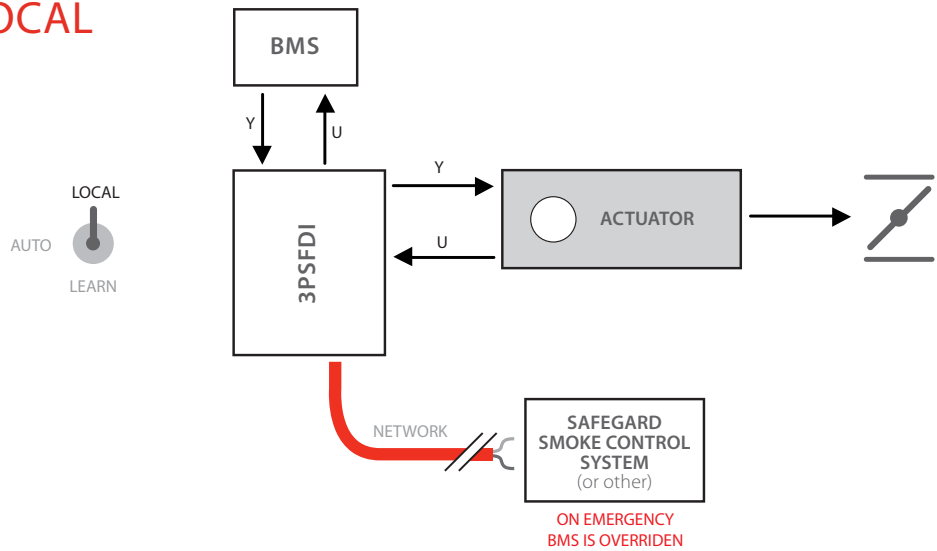 OCAL
BMS
Y
U
LOCAL
AUTO
LEARN
3PSFDI
Y
U
ACTUATOR
NETWORK
SAFEGARD
SMOKE CONTROL
SYSTEM
(or other)
ON EMERGENCY
BMS IS OVERRIDEN